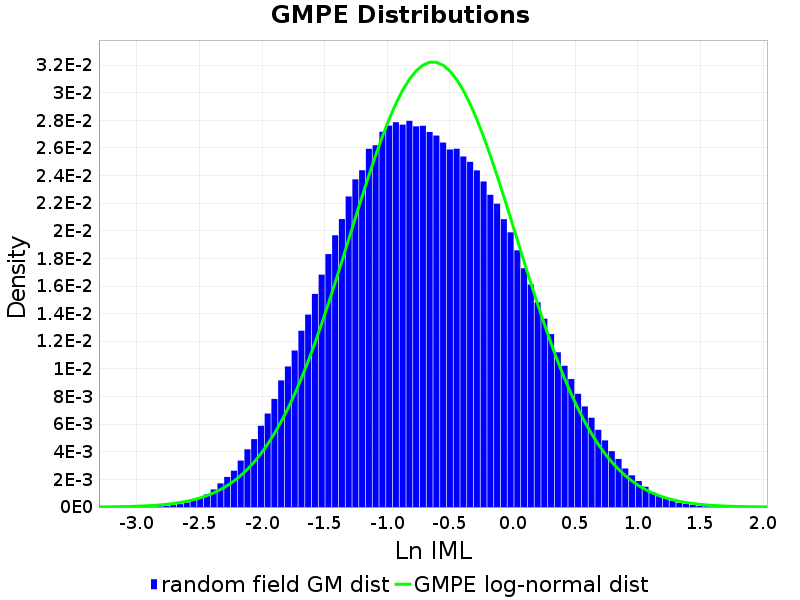 GMPE Distributions
Density
3.2E-2
3E-2
2.8E-2
2.6E-2
2.4E-2
2.2E-2
2E-2
1.8E-2
1.6E-2
1.4E-2
1.2E-2
1E-2
8E-3
6E-3
4E-3
2E-3
0E0
-3.0 -2.5 -2.0 -1.5 -1.0 -0.5 0.0 0.5 1.0 1.5 2.0
Ln IML
random field GM dist GMPE log-normal dist